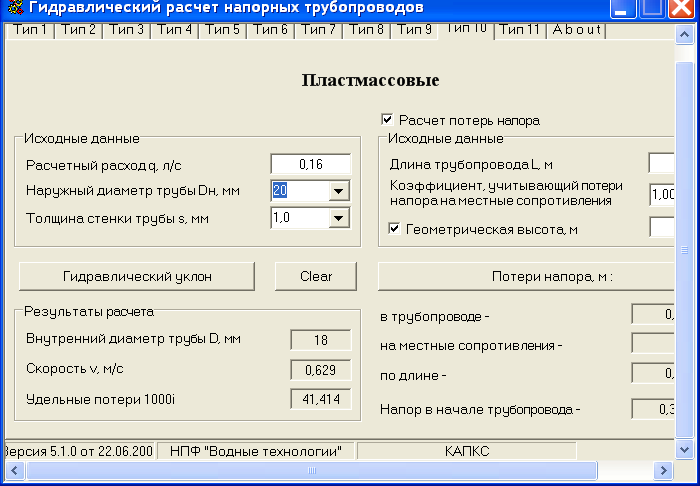 Гидравлический расчет напорных трубопроводов
Тип 1 Тип 2 Тип 3 Тип 4 Тип 5 Тип 6 Тип 7 Тип 8 Тип 9 Тип 10 Тип 11 About
Пластмассовые
Расчет потерь напора
Исходные данные
Расчетный расход q, л/с 0,16
Наружный диаметр трубы Dн, мм 20
Толщина стенки трубы s, мм 1,0
Исходные данные
Длина трубопровода L, м
Коэффициент, учитывающий потери
напора на местные сопротивления 1,00
Геометрическая высота, м
Гидравлический уклон Clear Потери напора, м :
Результаты расчета
Внутренний диаметр трубы D, мм 18
Скорость v, м/с 0,629
Удельные потери 1000i 41,414
в трубопроводе - 0,
на местные сопротивления -
по длине - 0,
Напор в начале трубопровода - 0,3
Версия 5.1.0 от 22.06.200 НПФ "Водные технологии" КАПКС